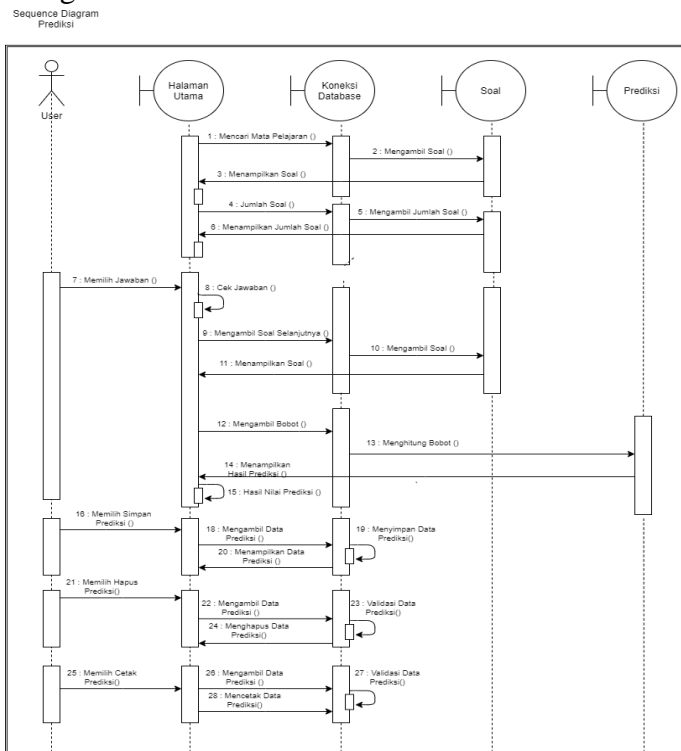 Sequence Diagram
Prediksi
User
Halaman
Utama
Koneksi
Database
Soal
Prediksi
1 : Mencari Mata Pelajaran ()
2 : Mengambil Soal ()
3 : Menampilkan Soal ()
4 : Jumlah Soal ()
5 : Mengambil Jumlah Soal ()
6 : Menampilkan Jumlah Soal ()
7 : Memilih Jawaban ()
8 : Cek Jawaban ()
9 : Mengambil Soal Selanjutnya ()
10 : Mengambil Soal ()
11 : Menampilkan Soal ()
12 : Mengambil Bobot ()
13 : Menghitung Bobot ()
14 : Menampilkan
Hasil Prediksi ()
15 : Hasil Nilai Prediksi ()
16 : Memilih Simpan
Prediksi ()
18 : Mengambil Data
Prediksi ()
19 : Menyimpan Data
Prediksi()
20 : Menampilkan Data
Prediksi ()
21 : Memilih Hapus
Prediksi()
22 : Mengambil Data
Prediksi ()
23 : Validasi Data
Prediksi()
24 : Menghapus Data
Prediksi()
25 : Memilih Cetak
Prediksi()
26 : Mengambil Data
Prediksi ()
27 : Validasi Data
Prediksi()
28 : Mencetak Data
Prediksi()